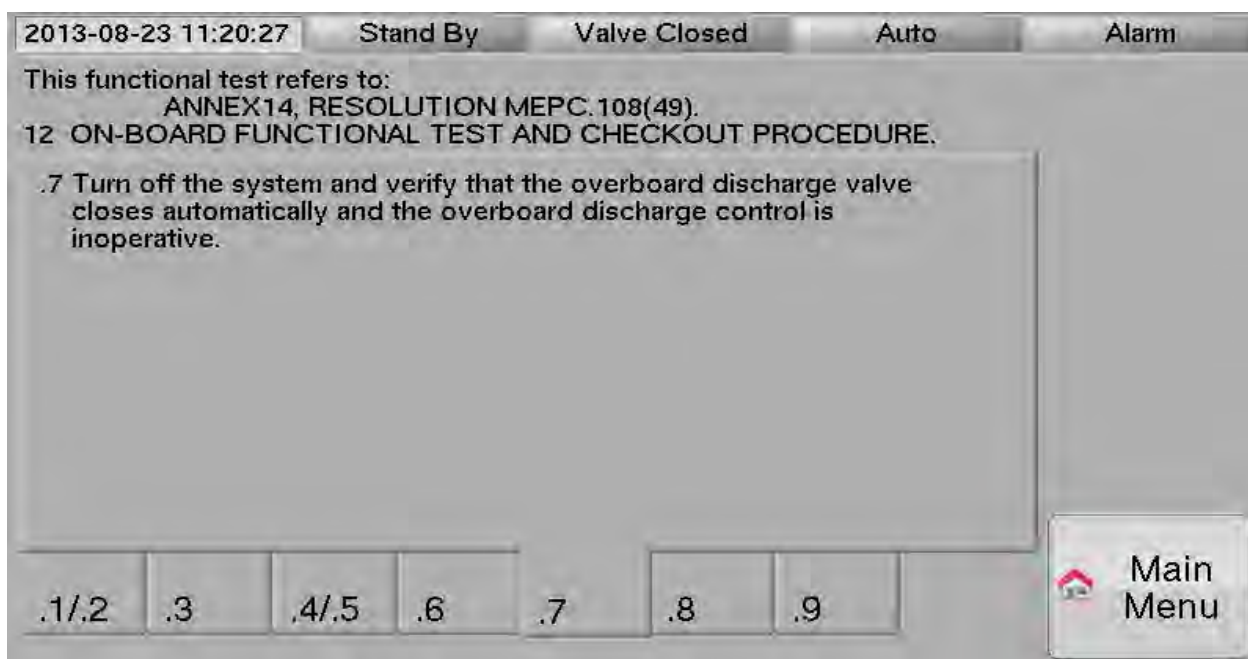 2013-08-23 11:20:27 Stand By Valve Closed Auto Alarm
This functional test refers to:
ANNEX14, RESOLUTION MEPC.108(49).
12 ON-BOARD FUNCTIONAL TEST AND CHECKOUT PROCEDURE.
.7 Turn off the system and verify that the overboard discharge valve
closes automatically and the overboard discharge control is
inoperative.
.1/.2 .3 .4/.5 .6 .7 .8 .9
Main
Menu